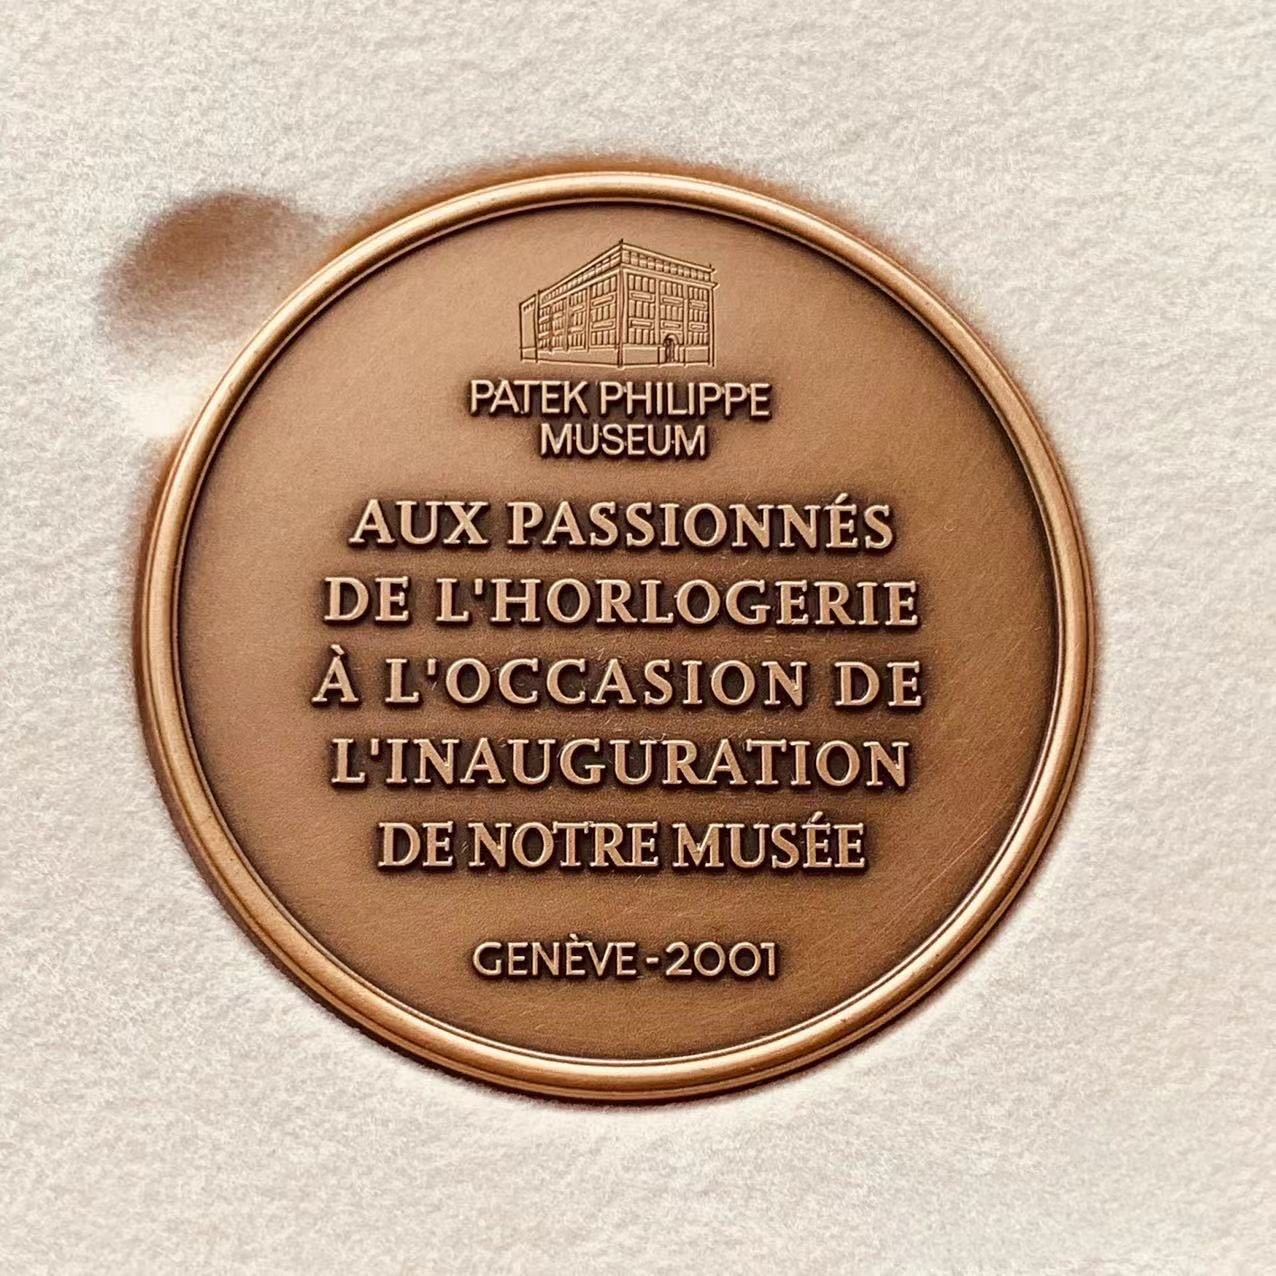 PATEK PHILIPPE
MUSEUM
AUX PASSIONNÉS
DE L'HORLOGERIE
À L'OCCASION DE
L'INAUGURATION
DE NOTRE MUSÉE
GENÈVE - 2001